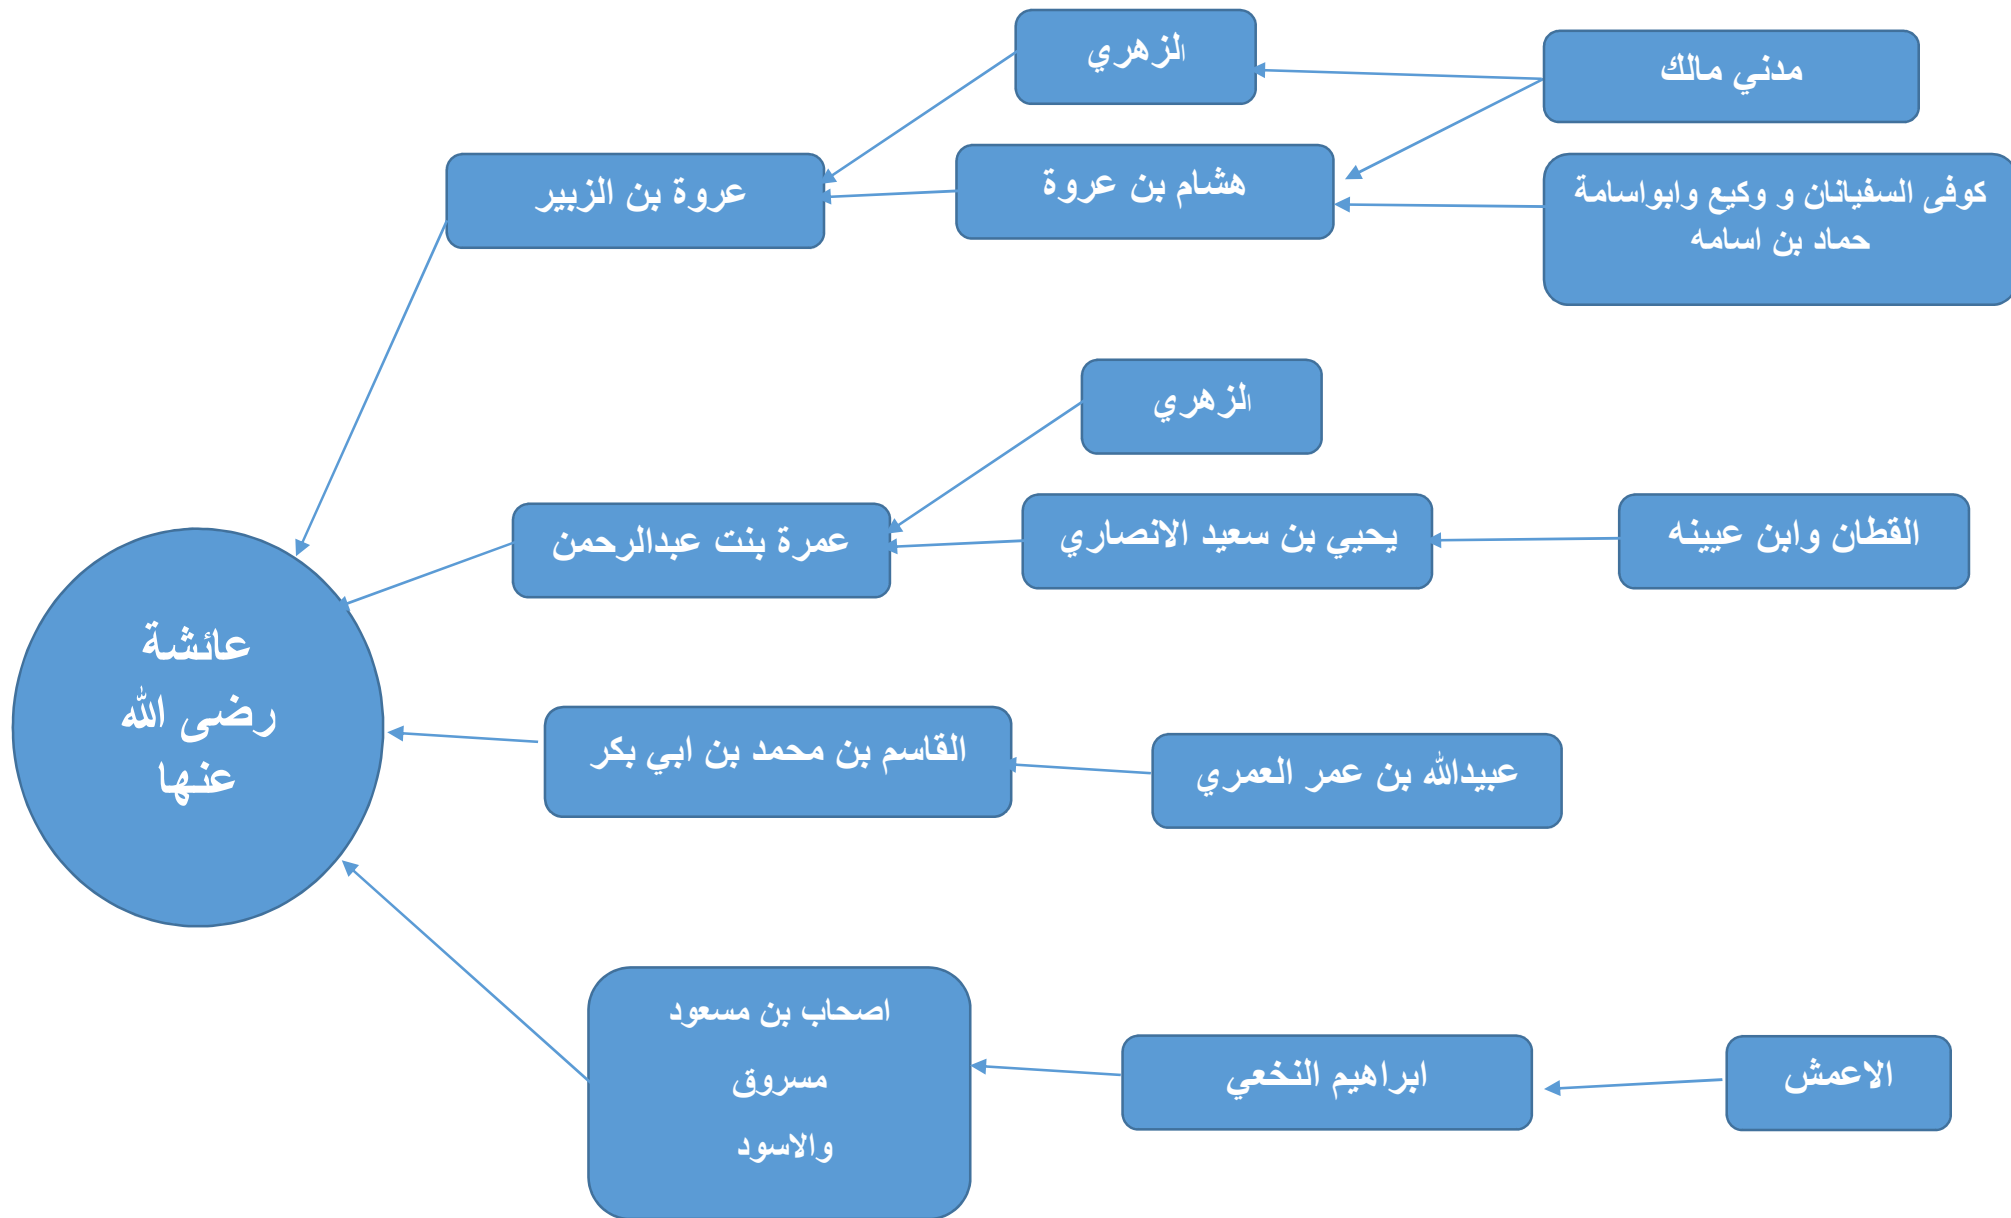 الزهري
مدني مالك
عروة بن الزبير
هشام بن عروة
كوفى السفيانان و وكيع وابواسامة
حماد بن اسامه
الزهري
عمرة بنت عبدالرحمن
يحيي بن سعيد الانصاري
القطان وابن عيينه
عائشة
رضى الله
عنها
القاسم بن محمد بن ابي بكر
عبيدالله بن عمر العمري
اصحاب بن مسعود
مسروق
والاسود
ابراهيم النخعي
الاعمش